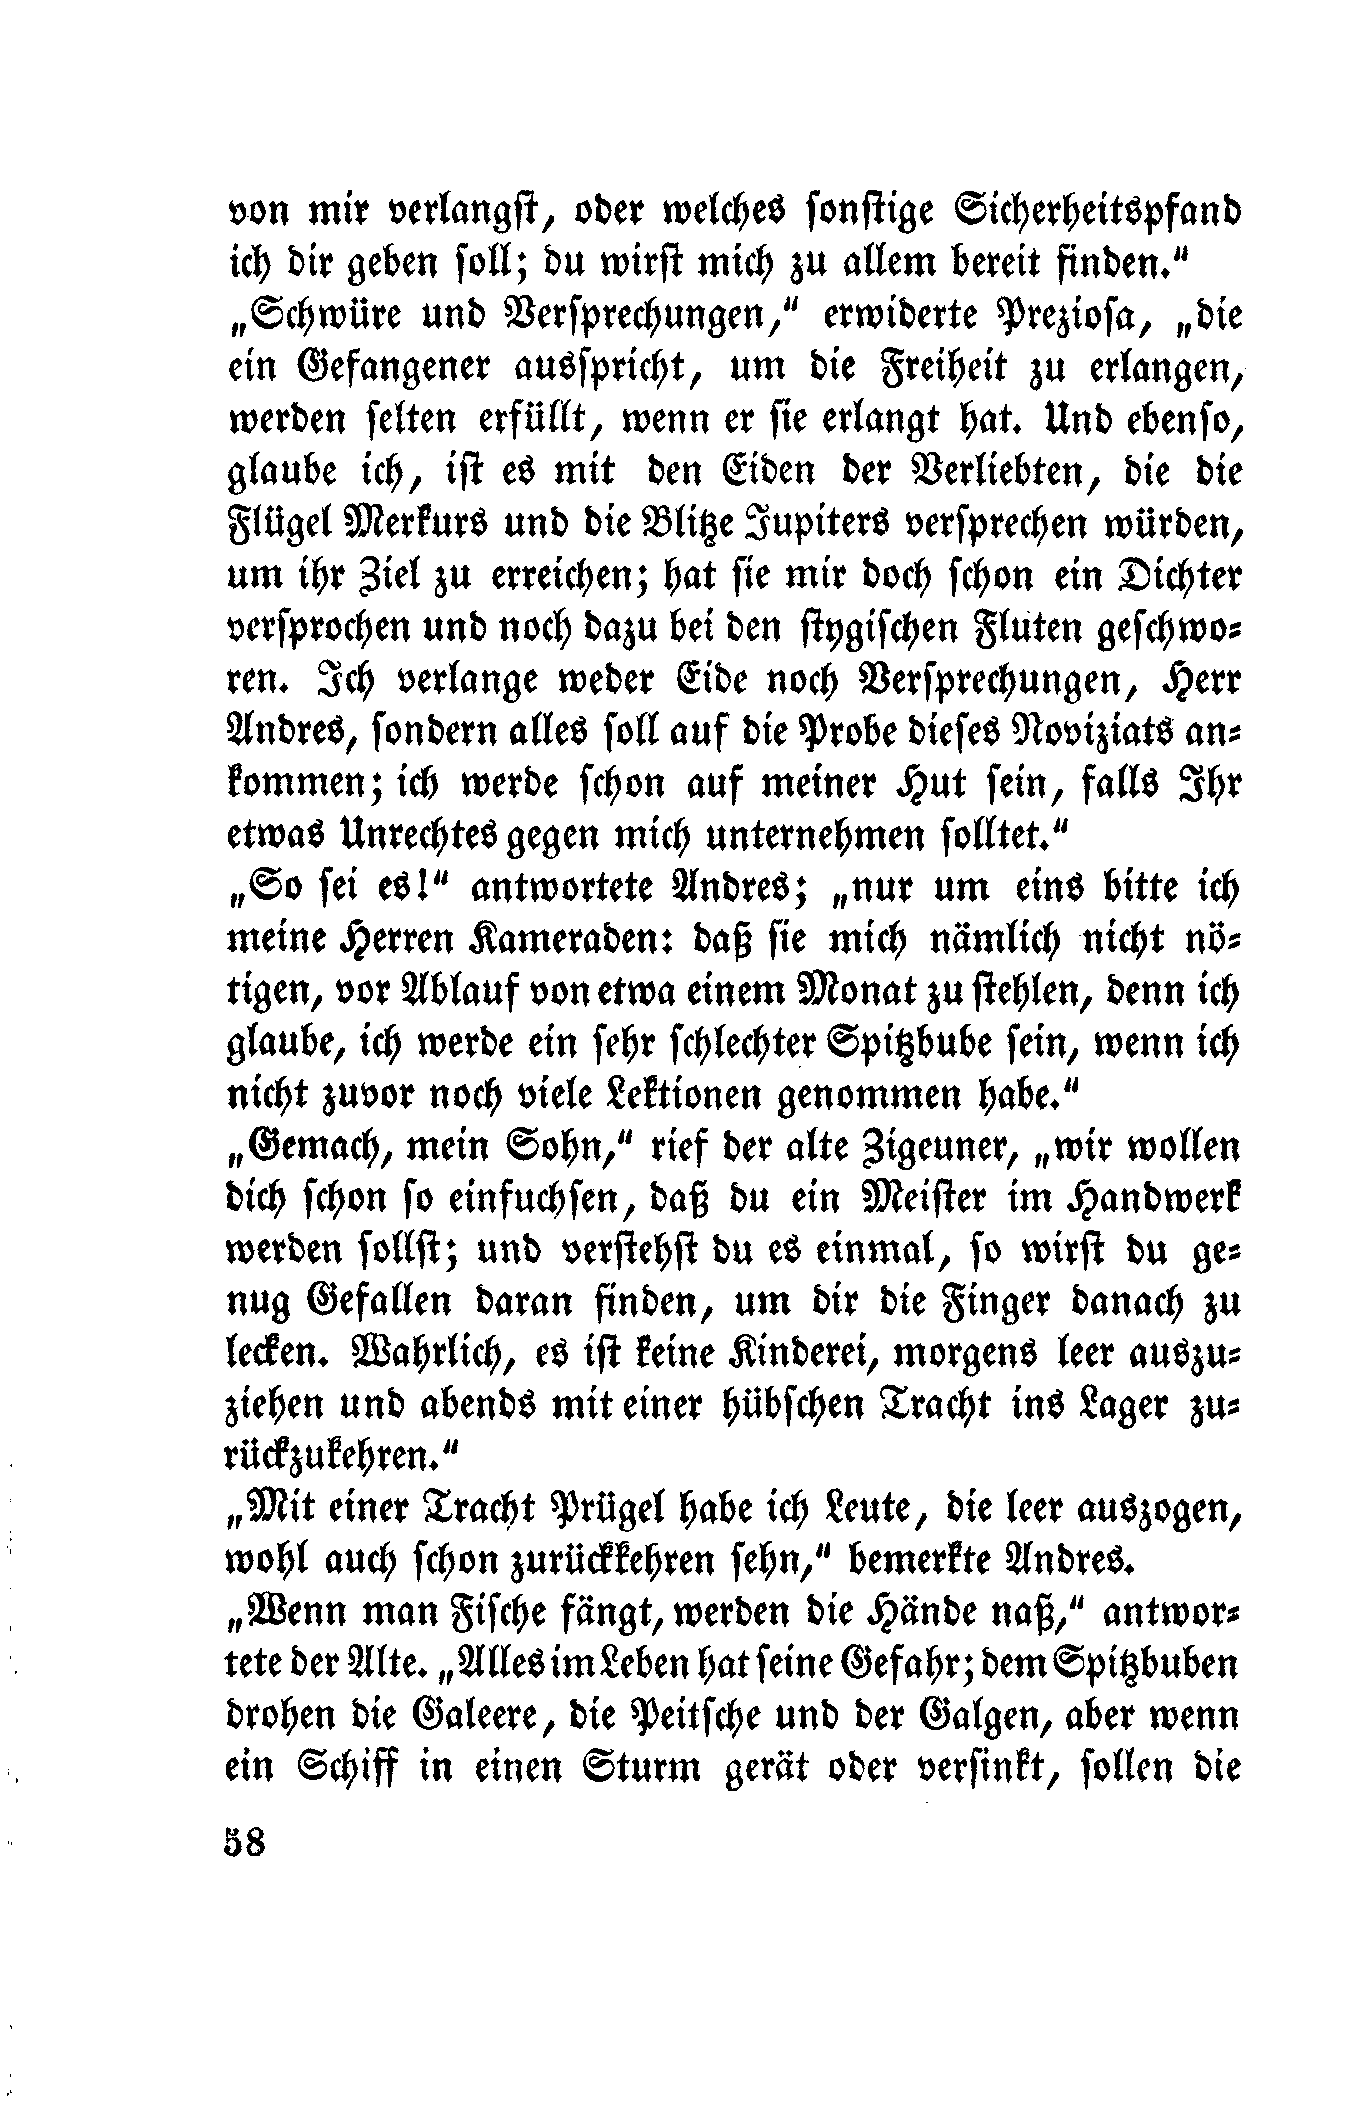 von mir verlangst, oder welches sonstige Sicherheitspfand
ich dir geben soll; du wirst mich zu allem bereit finden.“
„Schwüre und Versprechungen,“ erwiderte Preziosa, „die
ein Gefangener ausspricht, um die Freiheit zu erlangen,
werden selten erfüllt, wenn er sie erlangt hat. Und ebenso,
glaube ich, ist es mit den Eiden der Verliebten, die die
Flügel Merkurs und die Blitze Jupiters versprechen würden,
um ihr Ziel zu erreichen; hat sie mir doch schon ein Dichter
versprochen und noch dazu bei den stygischen Fluten geschwo-
ren. Ich verlange weder Eide noch Versprechungen, Herr
Andres, sondern alles soll auf die Probe dieses Noviziats an-
kommen; ich werde schon auf meiner Hut sein, falls Ihr
etwas Unrechtes gegen mich unternehmen solltet.“
„So sei es!“ antwortete Andres; „nur um eins bitte ich
meine Herren Kameraden: daß sie mich nämlich nicht nö-
tigen, vor Ablauf von etwa einem Monat zu stehlen, denn ich
glaube, ich werde ein sehr schlechter Spitzbube sein, wenn ich
nicht zuvor noch viele Lektionen genommen habe.“
„Gemach, mein Sohn,“ rief der alte Zigeuner, „wir wollen
dich schon so einfuchsen, daß du ein Meister im Handwerk
werden sollst; und verstehst du es einmal, so wirst du ge-
nug Gefallen daran finden, um dir die Finger danach zu
lecken. Wahrlich, es ist keine Kinderei, morgens leer auszu-
ziehen und abends mit einer hübschen Tracht ins Lager zu-
rückzukehren.“
„Mit einer Tracht Prügel habe ich Leute, die leer auszogen,
wohl auch schon zurückkehren sehn,“ bemerkte Andres.
„Wenn man Fische fängt, werden die Hände naß,“ antwor-
tete der Alte. „Alles im Leben hat seine Gefahr; dem Spitzbuben
drohen die Galeere, die Peitsche und der Galgen, aber wenn
ein Schiff in einen Sturm gerät oder versinkt, sollen die
58